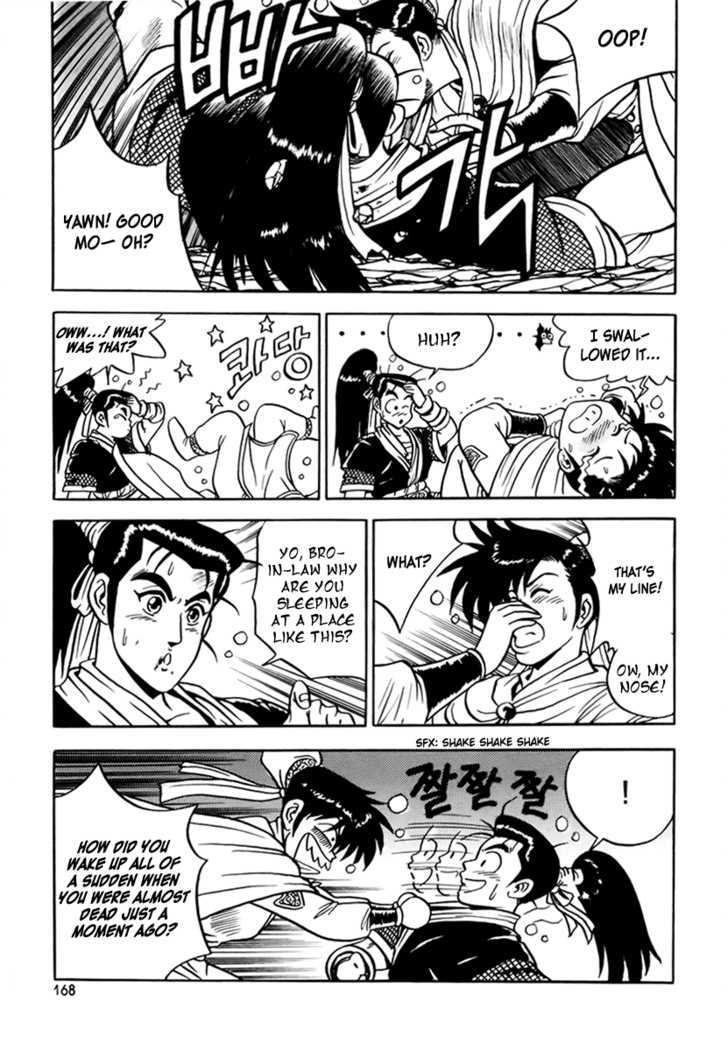 빠
각
YAWN! GOOD
MO— OH?
OOP!
OWW...! WHAT
WAS THAT?
콰당
...
HUH?
...
I SWAL-
LOWED IT...
YO, BRO-
IN-LAW WHY
ARE YOU
SLEEPING
AT A PLACE
LIKE THIS?
WHAT?
THAT'S
MY LINE!
OW, MY
NOSE!
SFX: SHAKE SHAKE SHAKE
짤짤짤
HOW DID YOU
WAKE UP ALL OF
A SUDDEN WHEN
YOU WERE ALMOST
DEAD JUST A
MOMENT AGO?
!
168